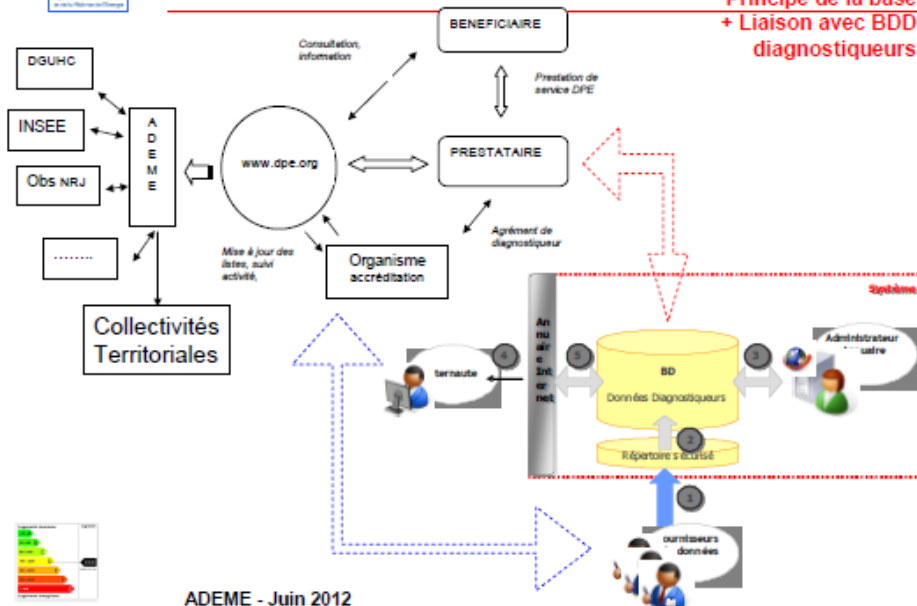 Principe de la base
+ Liaison avec BDD
diagnostiqueurs
BENEFICIAIRE
Consultation,
information
DGUHC
Prestation de
service DPE
INSEE
A
D
E
M
E
www.dpe.org
PRESTATAIRE
Obs NRJ
Agrément de
diagnostiqueur
Mise à jour des
listes, suivi
activité,
Organisme
accréditation
........
Collectivités
Territoriales
Système
An
nu
air
e
Int
er
net
Administrateur
uaire
4
ternaute
5
BD
3
Données Diagnostiqueurs
2
Répertoire sécurisé
1
ournisseurs
données
ADEME - Juin 2012